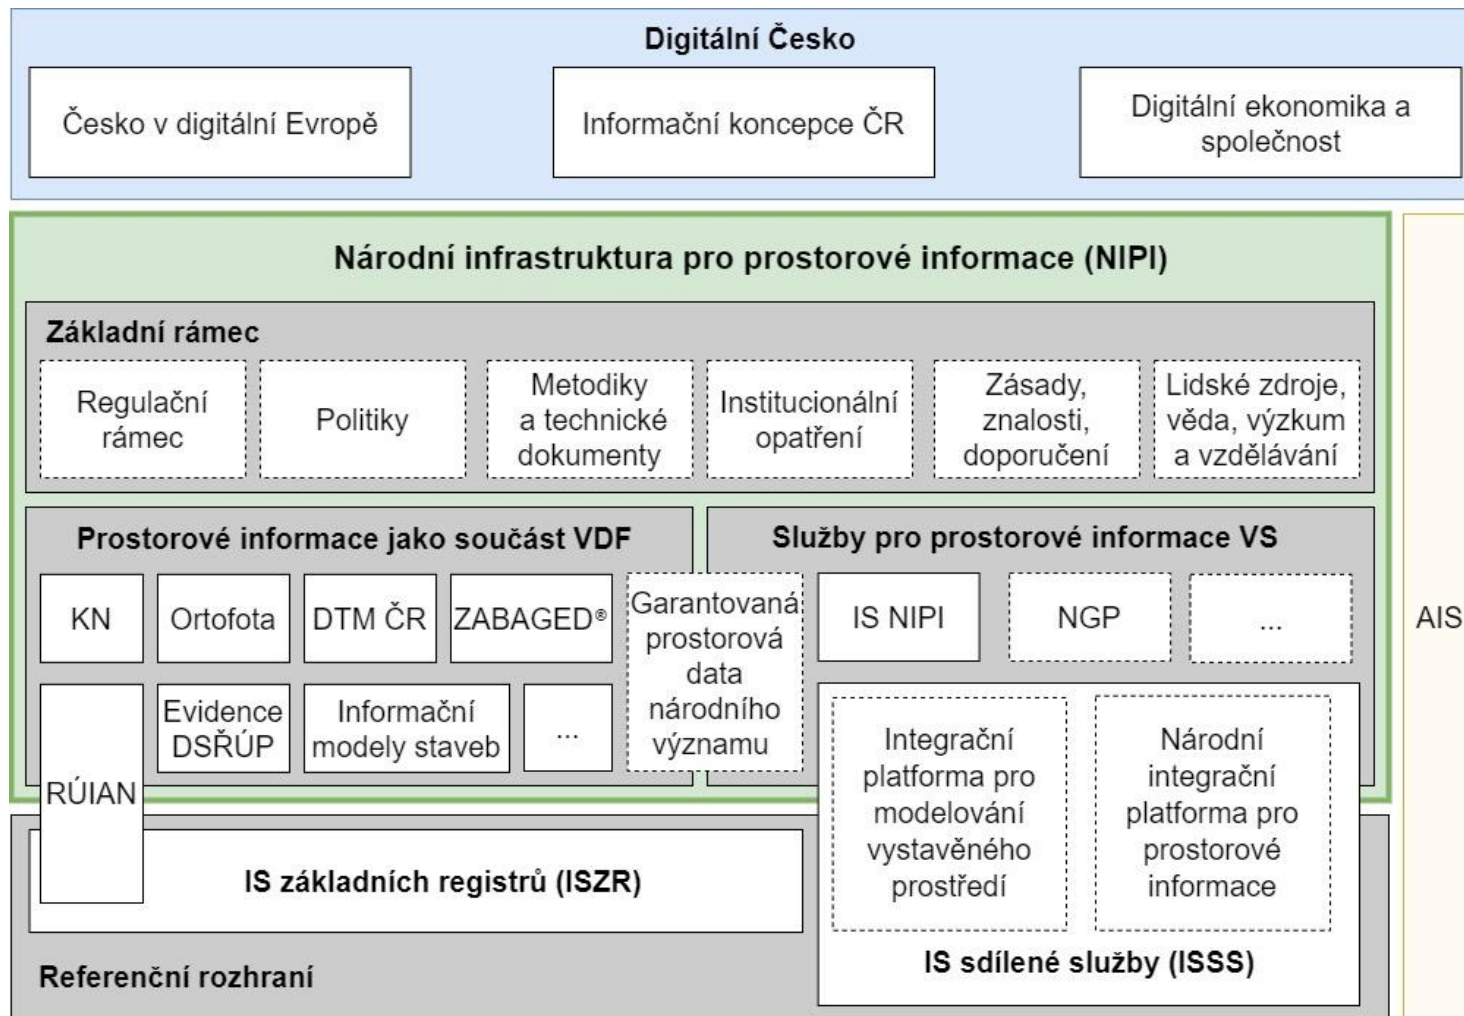 Digitální Česko
Česko v digitální Evropě
Informační koncepce ČR
Digitální ekonomika a
společnost
Národní infrastruktura pro prostorové informace (NIPI)
Základní rámec
Regulační
rámec
Politiky
Metodiky
a technické
dokumenty
Institucionální
opatření
Zásady,
znalosti,
doporučení
Lidské zdroje,
věda, výzkum
a vzdělávání
Prostorové informace jako součást VDF
KN
Ortofota
DTM ČR
ZABAGED®
RÚIAN
Evidence
DSŘÚP
Informační
modely staveb
...
Garantovaná
prostorová
data
národního
významu
Služby pro prostorové informace VS
IS NIPI
NGP
...
Integrační
platforma pro
modelování
vystavěného
prostředí
Národní
integrační
platforma pro
prostorové
informace
IS sdílené služby (ISSS)
IS základních registrů (ISZR)
Referenční rozhraní
AIS